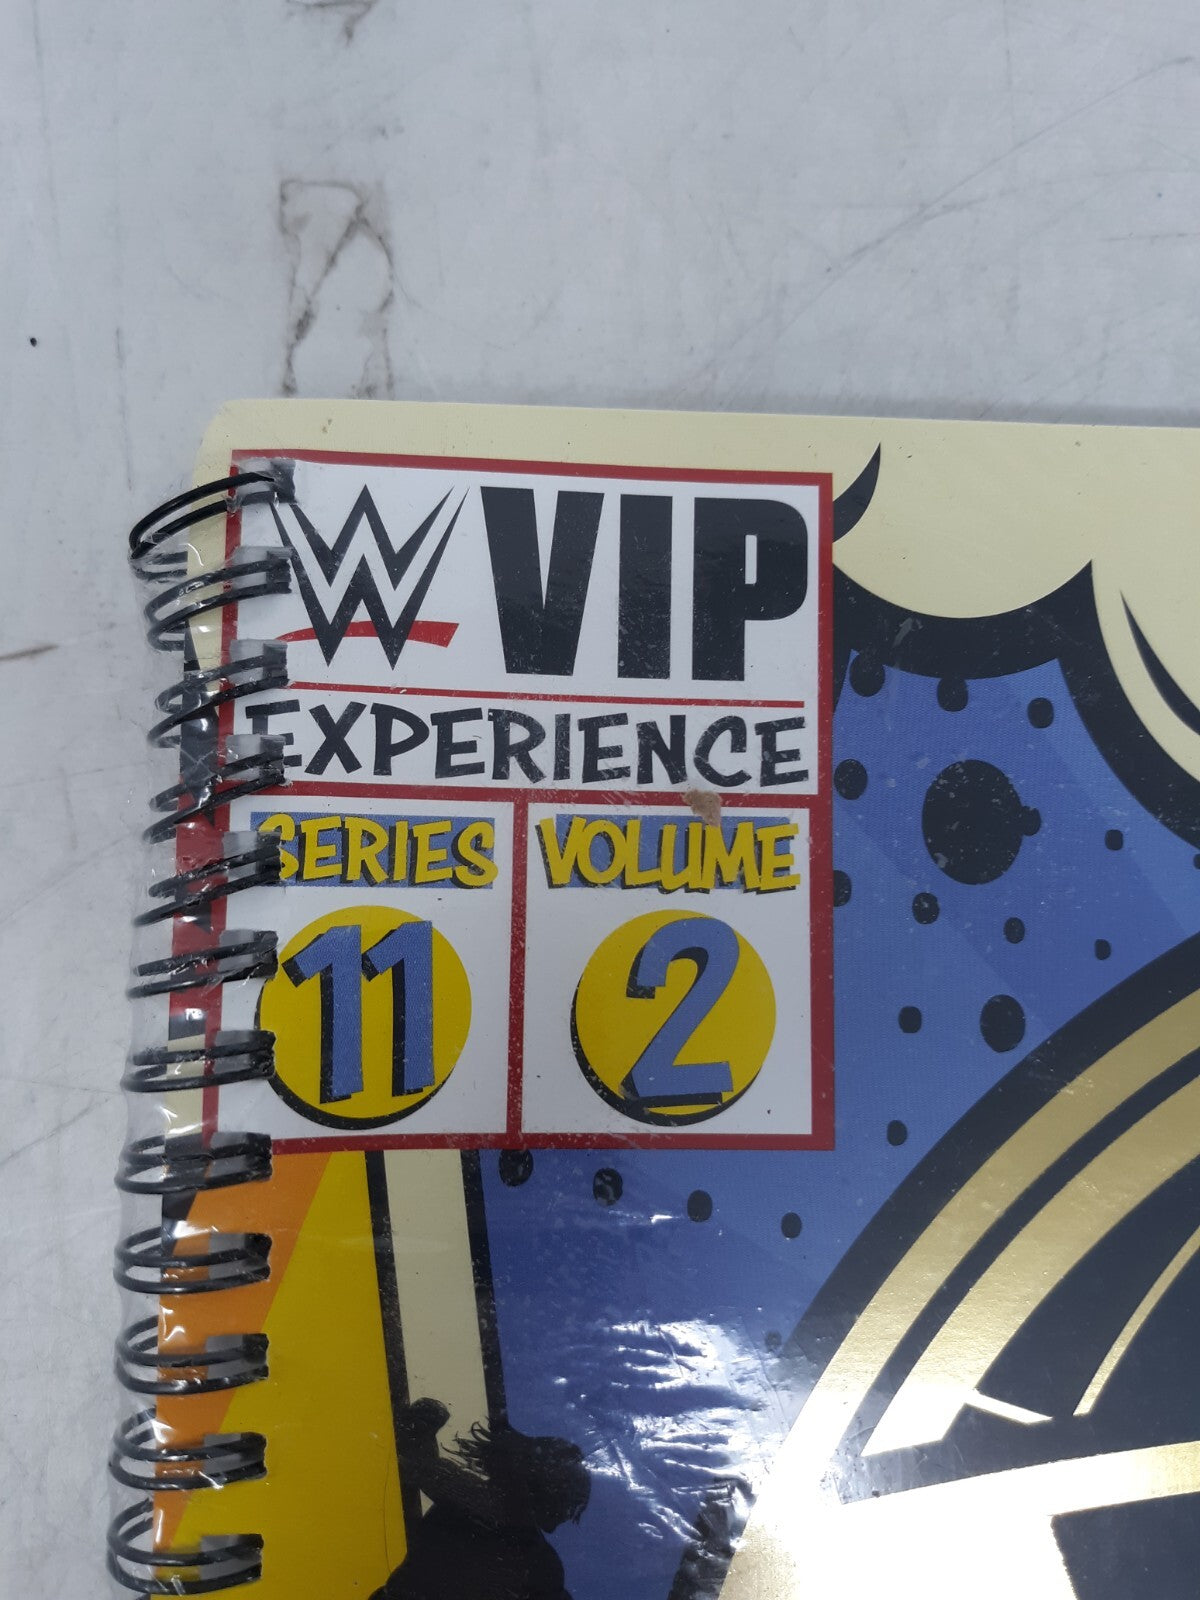 W VIP
EXPERIENCE
SERIES VOLUME
11 2